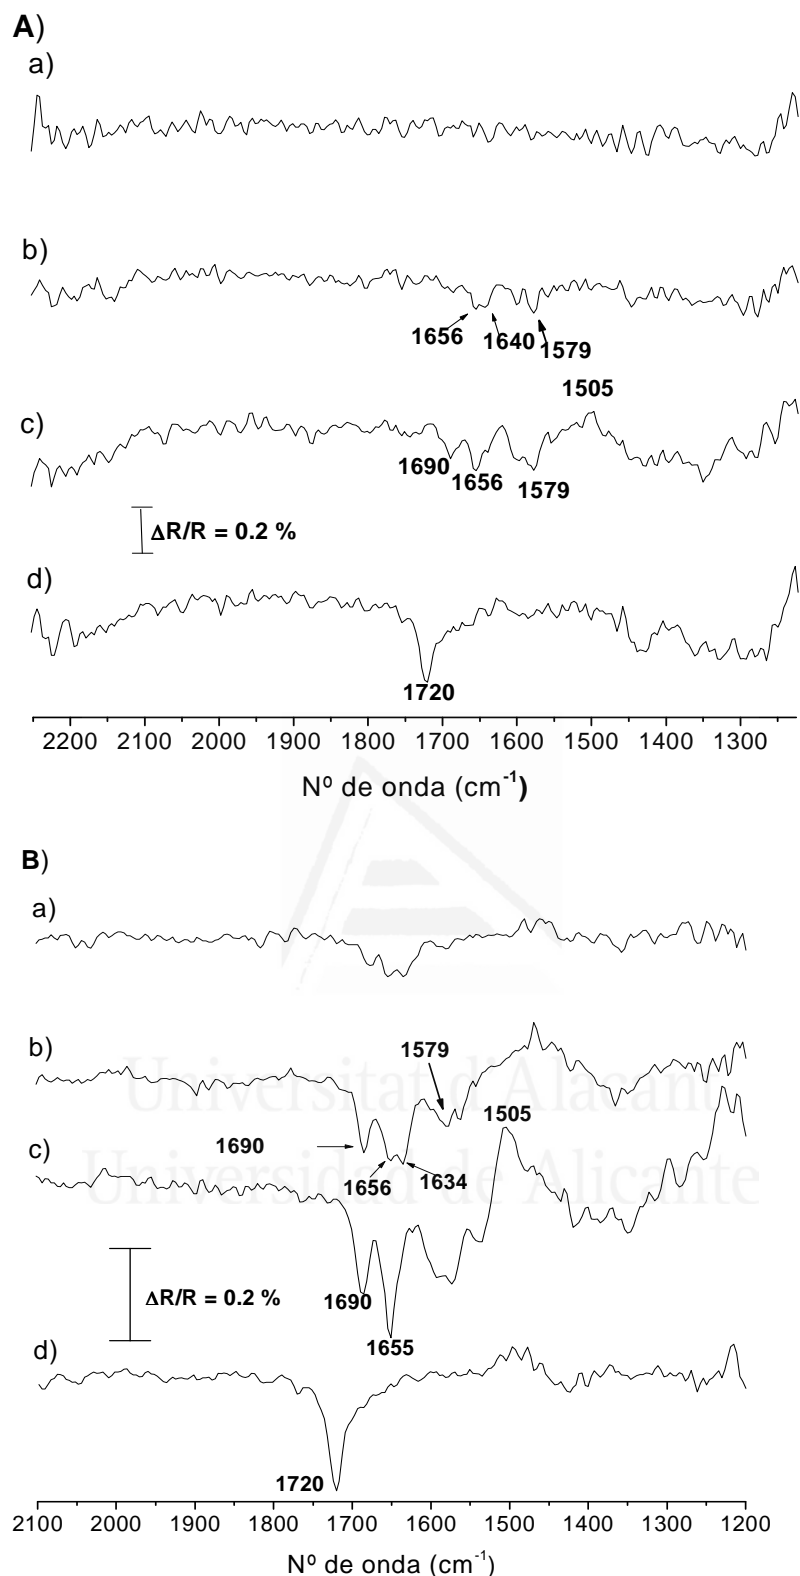 A)
a)
b)
1656 1640 1579
1505
c)
1690 1656 1579
ΔR/R = 0.2 %
d)
1720
2200 2100 2000 1900 1800 1700 1600 1500 1400 1300
Nº de onda (cm-1)
B)
a)
b)
1579
Universitat d'Alacant
1505
1690
c)
1656 1634
Universidad de Alicante
ΔR/R = 0.2 %
1690
1655
d)
1720
2100 2000 1900 1800 1700 1600 1500 1400 1300 1200
Nº de onda (cm-1)